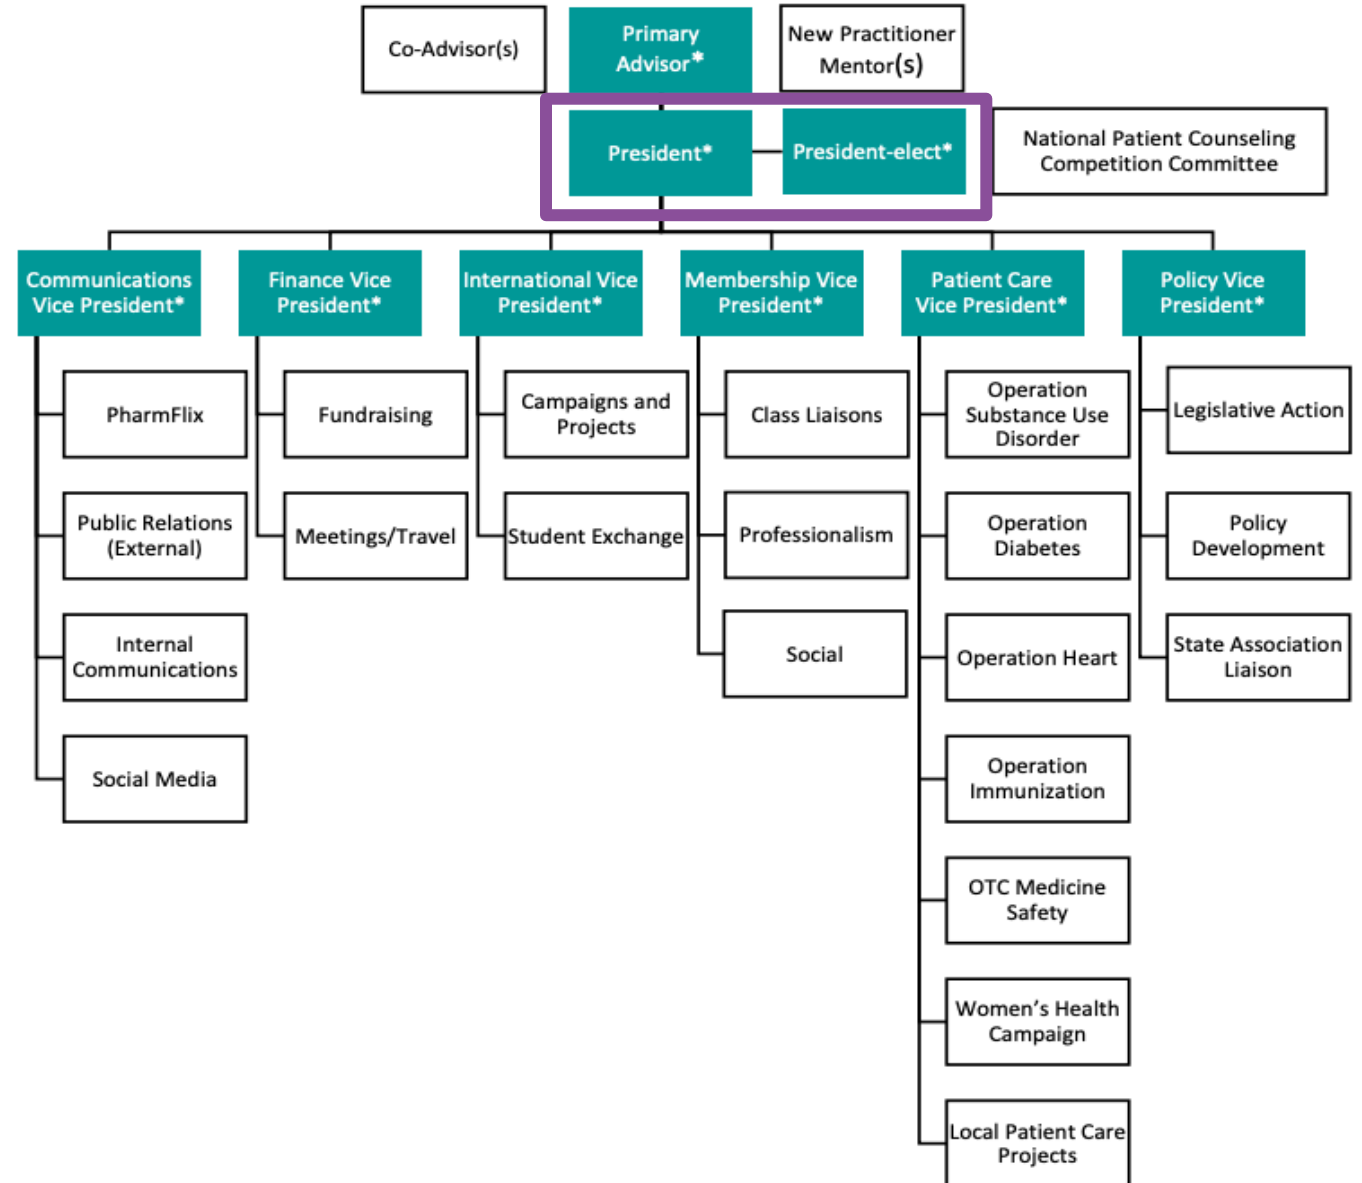 Co-Advisor(s)
Primary
Advisor*
New Practitioner
Mentor(s)
President*
President-elect*
National Patient Counseling
Competition Committee
Communications
Vice President*
Finance Vice
President*
International Vice
President*
Membership Vice
President*
Patient Care
Vice President*
Policy Vice
President*
PharmFlix
Public Relations
(External)
Internal
Communications
Social Media
Fundraising
Meetings/Travel
Campaigns and
Projects
Student Exchange
Class Liaisons
Professionalism
Social
Operation
Substance Use
Disorder
Operation
Diabetes
Operation Heart
Operation
Immunization
OTC Medicine
Safety
Women's Health
Campaign
Local Patient Care
Projects
Legislative Action
Policy
Development
State Association
Liaison